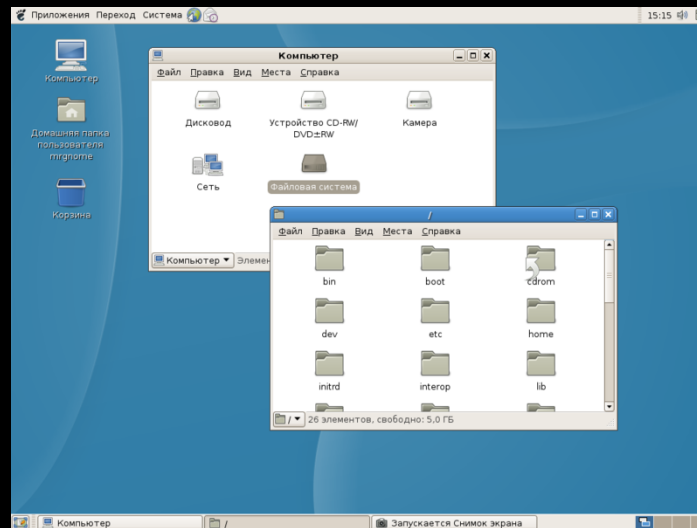 Приложения Переход Система 15:15
Компьютер
Домашняя папка
пользователя
mrgnome
Корзина
Компьютер
Файл Правка Вид Места Справка
Дисковод
Устройство CD-RW/
DVD±RW
Камера
Сеть
Файловая система
Компьютер
/
Файл Правка Вид Места Справка
bin boot cdrom
dev etc home
initrd interop lib
/ 26 элементов, свободно: 5,0 ГБ
Компьютер / Запускается Снимок экрана